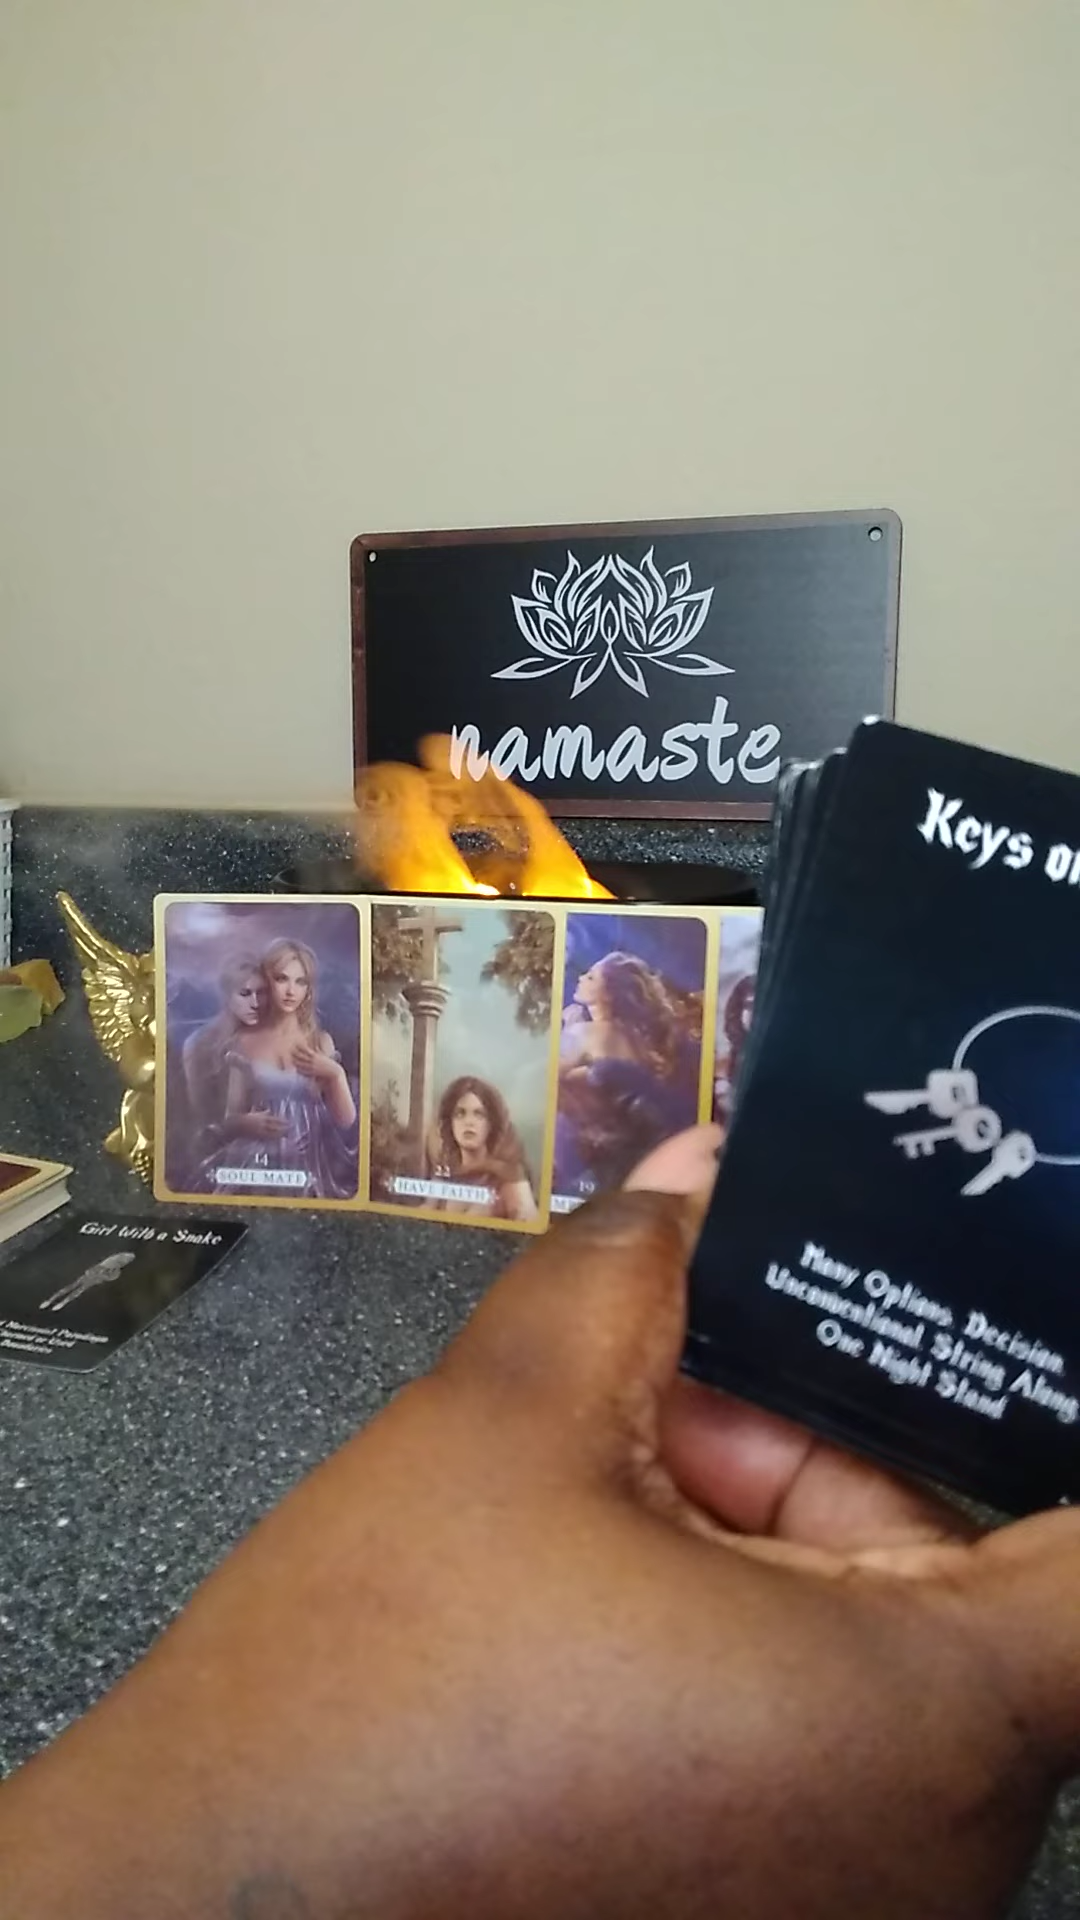 namaste
Keys on
14
SOUL MATE
22
HAVE FAITH
19
Girl With a Snake
Many Options, Decision
Unconventional, String Along
One Night Stand